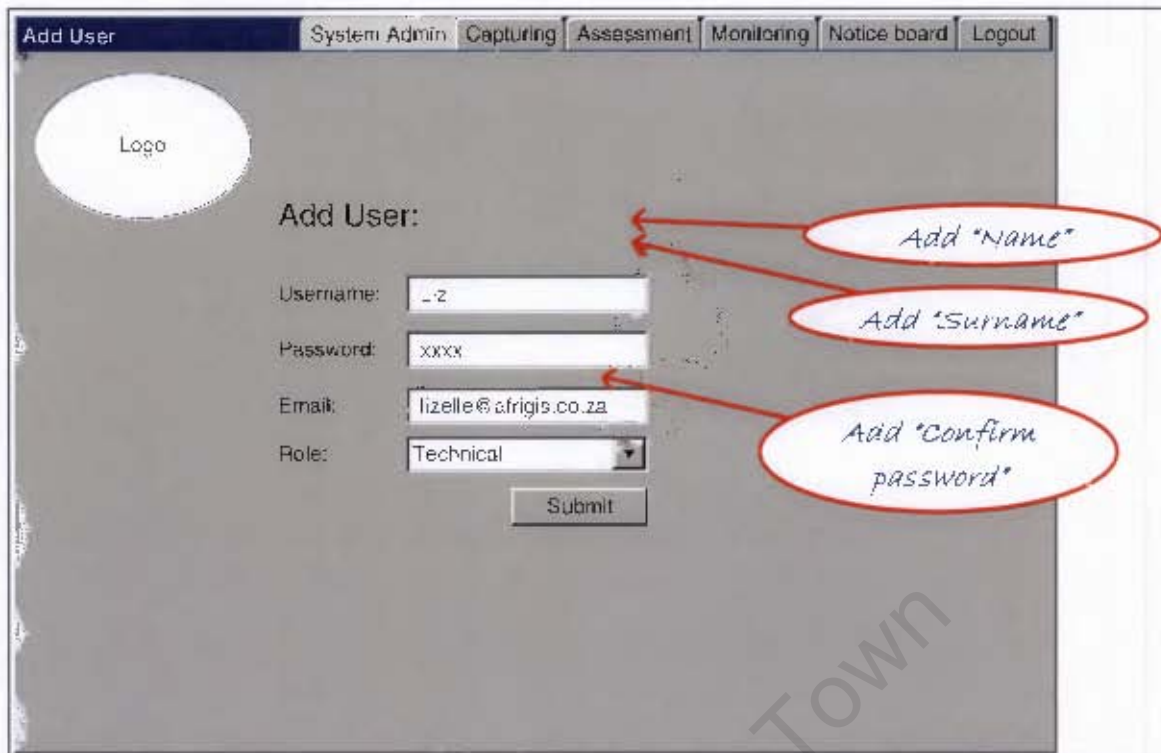 Add User System Admin Capturing Assessment Monitoring Notice board Logout
Logo
Add User:
Add "Name"
Username:
Add "Surname"
Password: xxxx
Email: lizelle@afrigis.co.za
Add "Confirm
password"
Role: Technical
Submit
Town